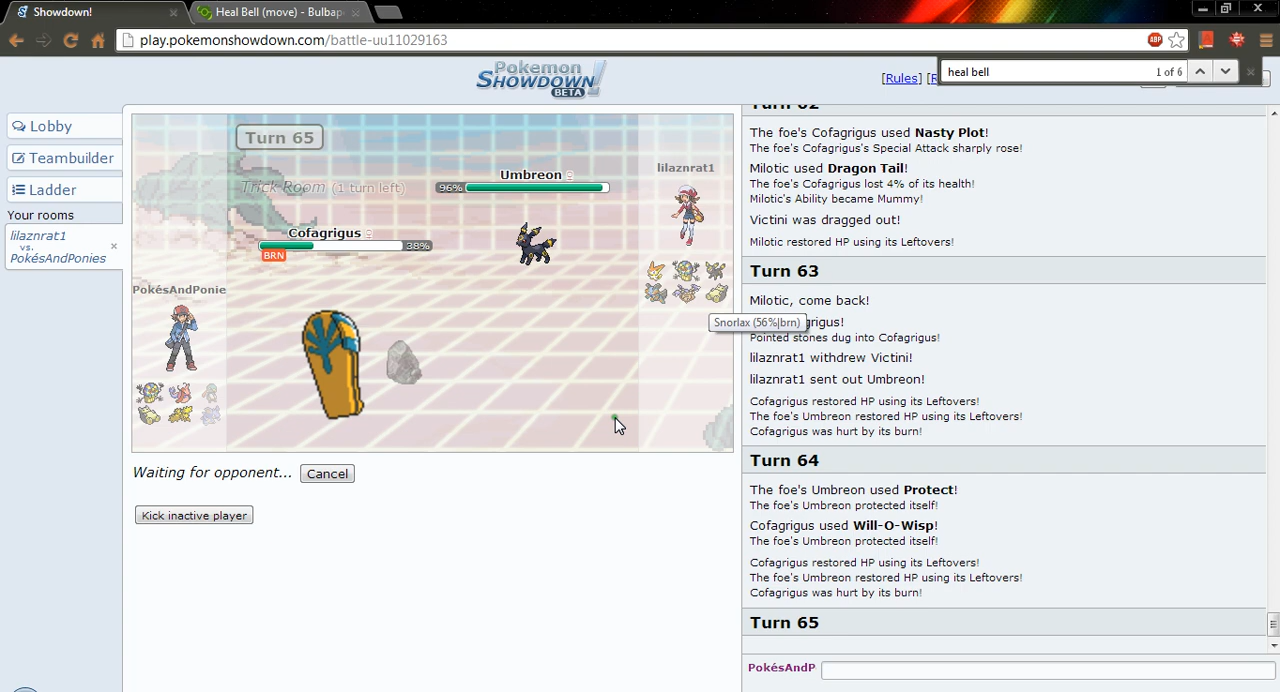 Showdown!
Heal Bell (move) - Bulbap
play.pokemonshowdown.com/battle-uu11029163
ABP
heal bell
1 of 6
Pokemon
SHOWDOWN!
BETA
[Rules]
Lobby
Teambuilder
Ladder
Your rooms
lilaznrat1
vs.
PokésAndPonies
Turn 65
Trick Room (1 turn left)
Umbreon
96%
Cofagrigus
38%
BRN
PokésAndPonie
lilaznrat1
Snorlax (56%|brn)
Waiting for opponent...
Cancel
Kick inactive player
Turn 62
The foe's Cofagrigus used Nasty Plot!
The foe's Cofagrigus's Special Attack sharply rose!
Milotic used Dragon Tail!
The foe's Cofagrigus lost 4% of its health!
Milotic's Ability became Mummy!
Victini was dragged out!
Milotic restored HP using its Leftovers!
Turn 63
Milotic, come back!
grigus!
Pointed stones dug into Cofagrigus!
lilaznrat1 withdrew Victini!
lilaznrat1 sent out Umbreon!
Cofagrigus restored HP using its Leftovers!
The foe's Umbreon restored HP using its Leftovers!
Cofagrigus was hurt by its burn!
Turn 64
The foe's Umbreon used Protect!
The foe's Umbreon protected itself!
Cofagrigus used Will-O-Wisp!
The foe's Umbreon protected itself!
Cofagrigus restored HP using its Leftovers!
The foe's Umbreon restored HP using its Leftovers!
Cofagrigus was hurt by its burn!
Turn 65
PokésAndP